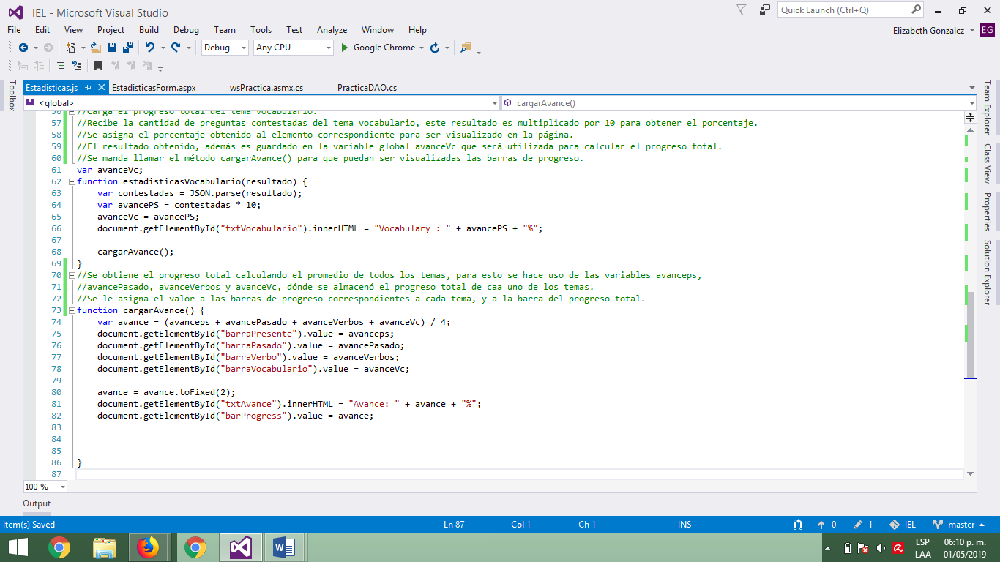 IEL - Microsoft Visual Studio
Quick Launch (Ctrl+Q)
File Edit View Project Build Debug Team Tools Test Analyze Window Help
Elizabeth Gonzalez EG
Debug Any CPU Google Chrome
Toolbox
Estadisticas.js EstadisticasForm.aspx wsPractica.asmx.cs PracticaDAO.cs
<global> cargarAvance()
56 //Carga el progreso total del tema vocabulario.
57 //Recibe la cantidad de preguntas contestadas del tema vocabulario, este resultado es multiplicado por 10 para obtener el porcentaje.
58 //Se asigna el porcentaje obtenido al elemento correspondiente para ser visualizado en la página.
59 //El resultado obtenido, además es guardado en la variable global avanceVc que será utilizada para calcular el progreso total.
60 //Se manda llamar el método cargarAvance() para que puedan ser visualizadas las barras de progreso.
61 var avanceVc;
62 function estadisticasVocabulario(resultado) {
63 var contestadas = JSON.parse(resultado);
64 var avancePS = contestadas * 10;
65 avanceVc = avancePS;
66 document.getElementById("txtVocabulario").innerHTML = "Vocabulary : " + avancePS + "%";
67
68 cargarAvance();
69 }
70 //Se obtiene el progreso total calculando el promedio de todos los temas, para esto se hace uso de las variables avanceps,
71 //avancePasado, avanceVerbos y avanceVc, dónde se almacenó el progreso total de caa uno de los temas.
72 //Se le asigna el valor a las barras de progreso correspondientes a cada tema, y a la barra del progreso total.
73 function cargarAvance() {
74 var avance = (avanceps + avancePasado + avanceVerbos + avanceVc) / 4;
75 document.getElementById("barraPresente").value = avanceps;
76 document.getElementById("barraPasado").value = avancePasado;
77 document.getElementById("barraVerbo").value = avanceVerbos;
78 document.getElementById("barraVocabulario").value = avanceVc;
79
80 avance = avance.toFixed(2);
81 document.getElementById("txtAvance").innerHTML = "Avance: " + avance + "%";
82 document.getElementById("barProgress").value = avance;
83
84
85
86 }
87
Team Explorer
Class View
Properties
Solution Explorer
100 %
Output
Item(s) Saved Ln 87 Col 1 Ch 1 INS 0 1 IEL master
ESP 06:10 p. m.
LAA 01/05/2019